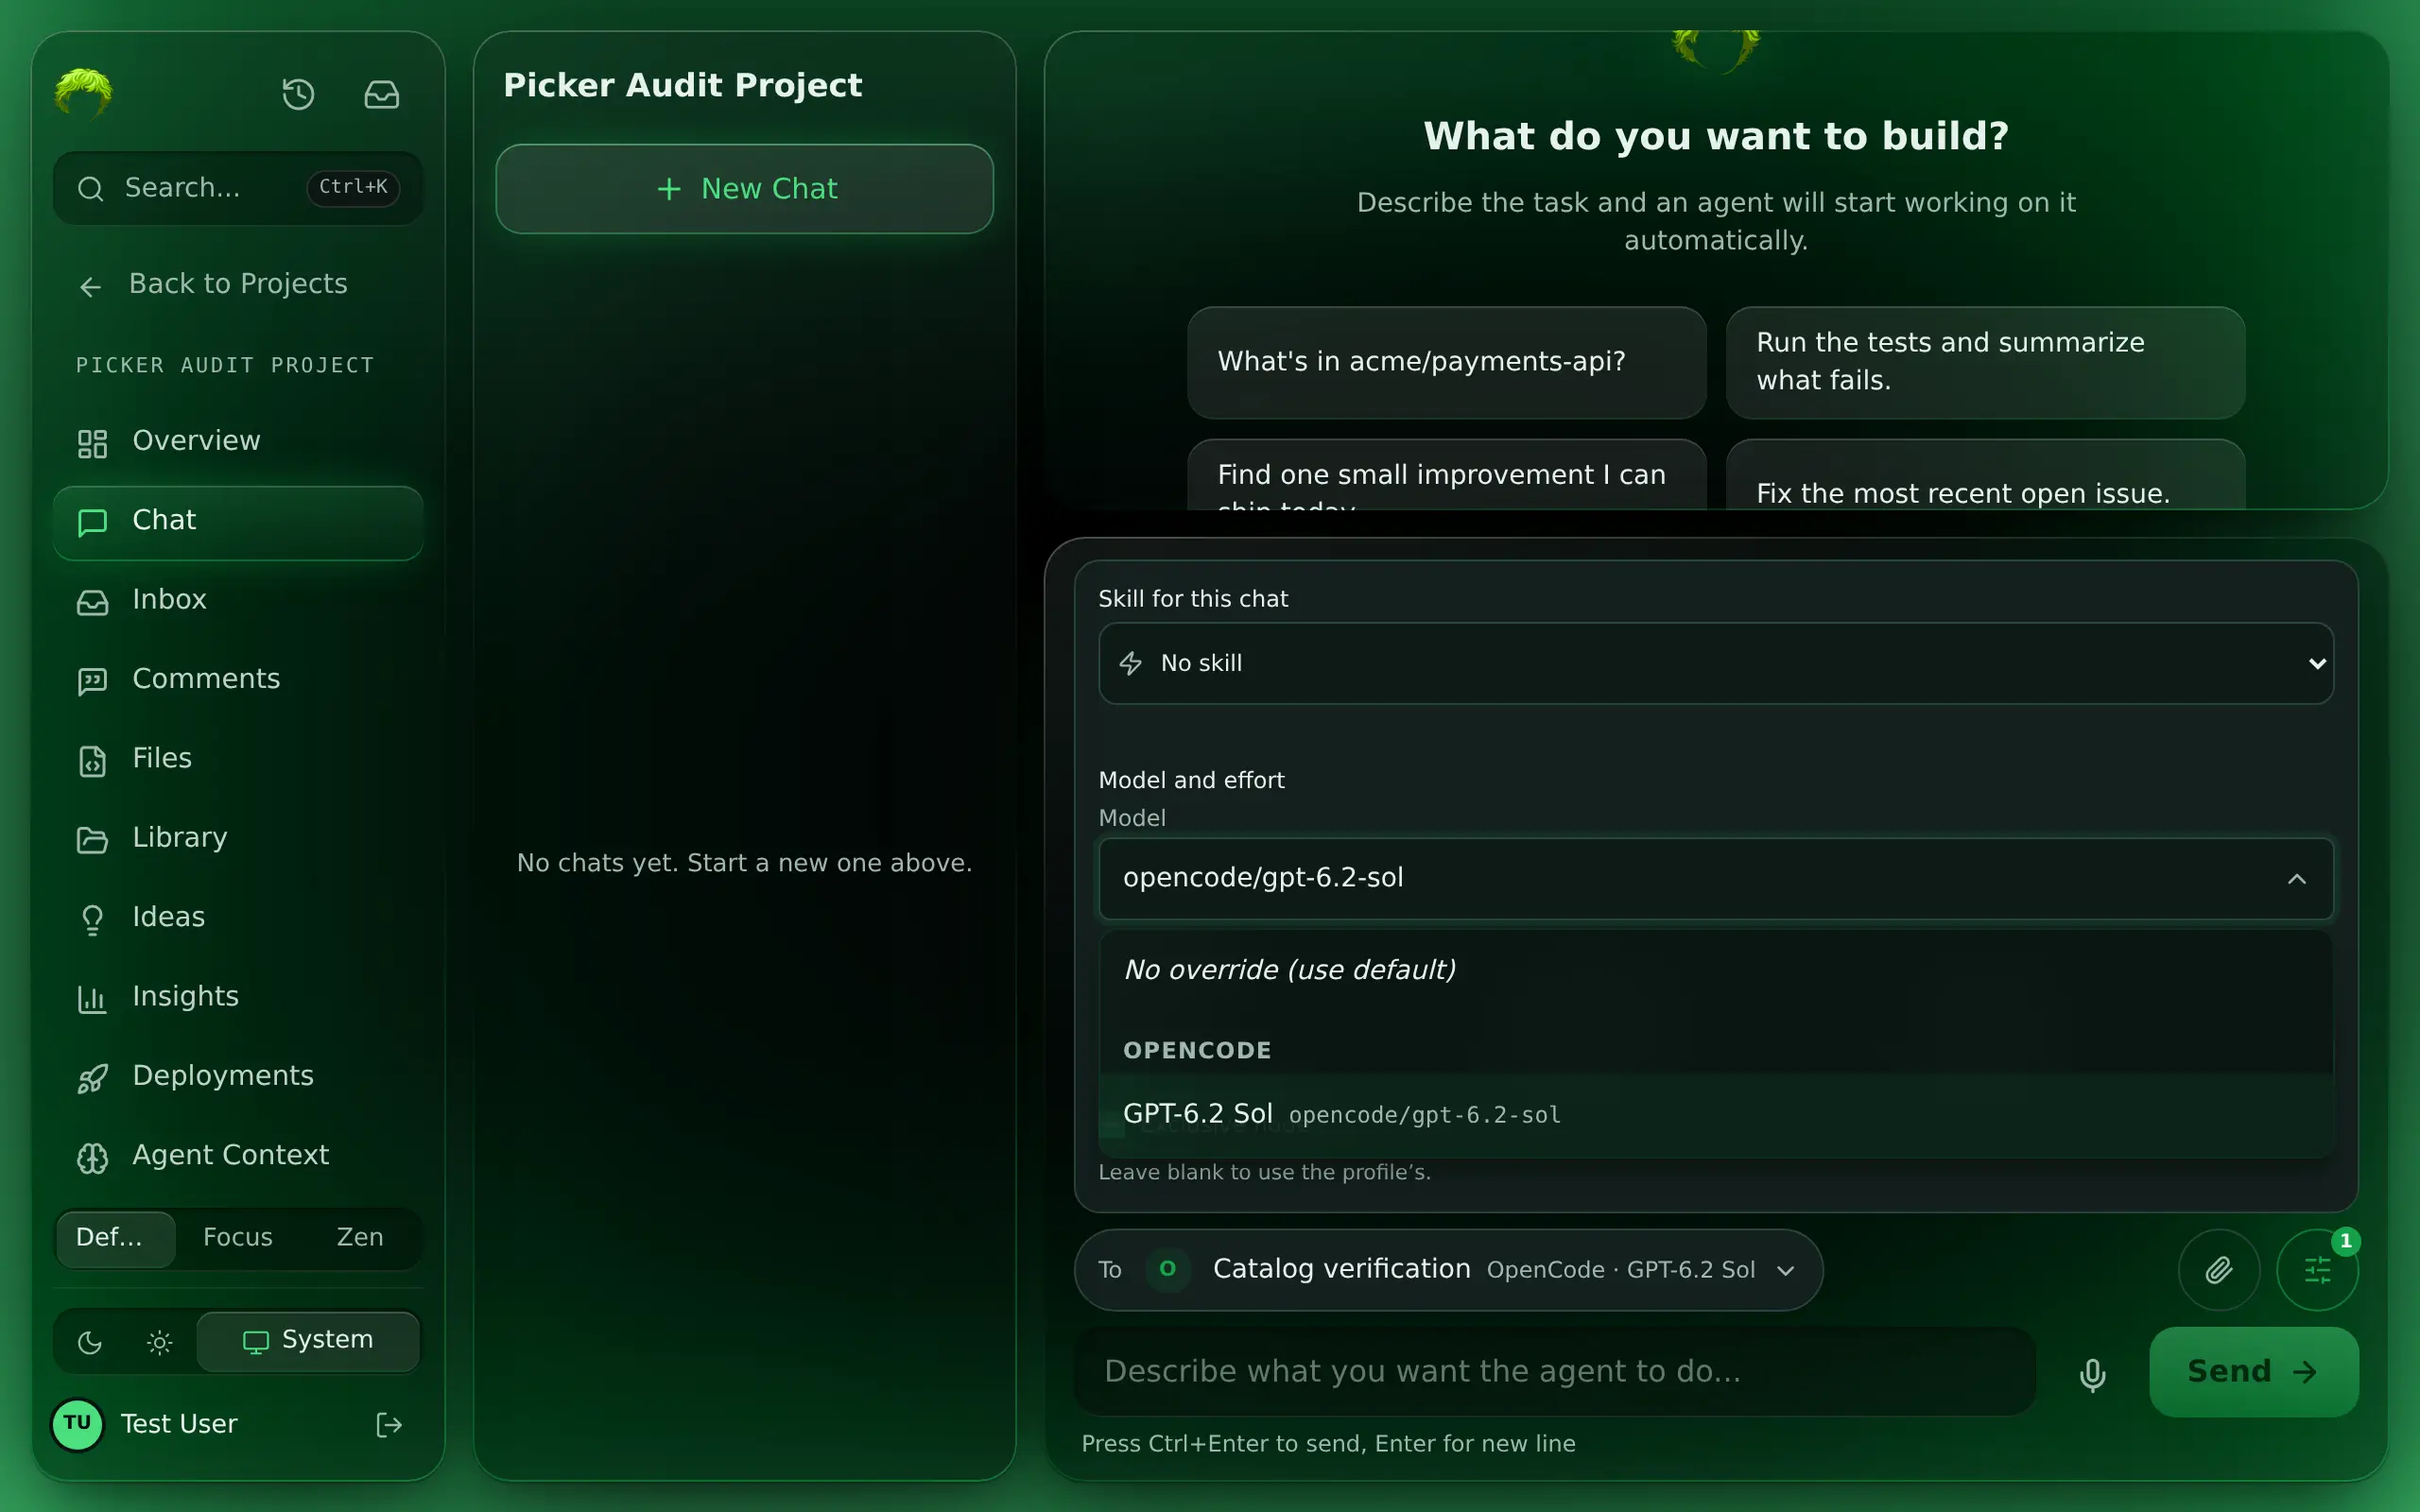 Search...
Ctrl+K
Back to Projects
PICKER AUDIT PROJECT
Overview
Chat
Inbox
Comments
Files
Library
Ideas
Insights
Deployments
Agent Context
Def...
Focus
Zen
System
TU
Test User
Picker Audit Project
New Chat
No chats yet. Start a new one above.
What do you want to build?
Describe the task and an agent will start working on it
automatically.
What's in acme/payments-api?
Run the tests and summarize
what fails.
Find one small improvement I can
ship today.
Fix the most recent open issue.
Skill for this chat
No skill
Model and effort
Model
opencode/gpt-6.2-sol
No override (use default)
OPENCODE
GPT-6.2 Sol opencode/gpt-6.2-sol
Leave blank to use the profile’s.
To
O
Catalog verification OpenCode · GPT-6.2 Sol
1
Describe what you want the agent to do...
Send
Press Ctrl+Enter to send, Enter for new line